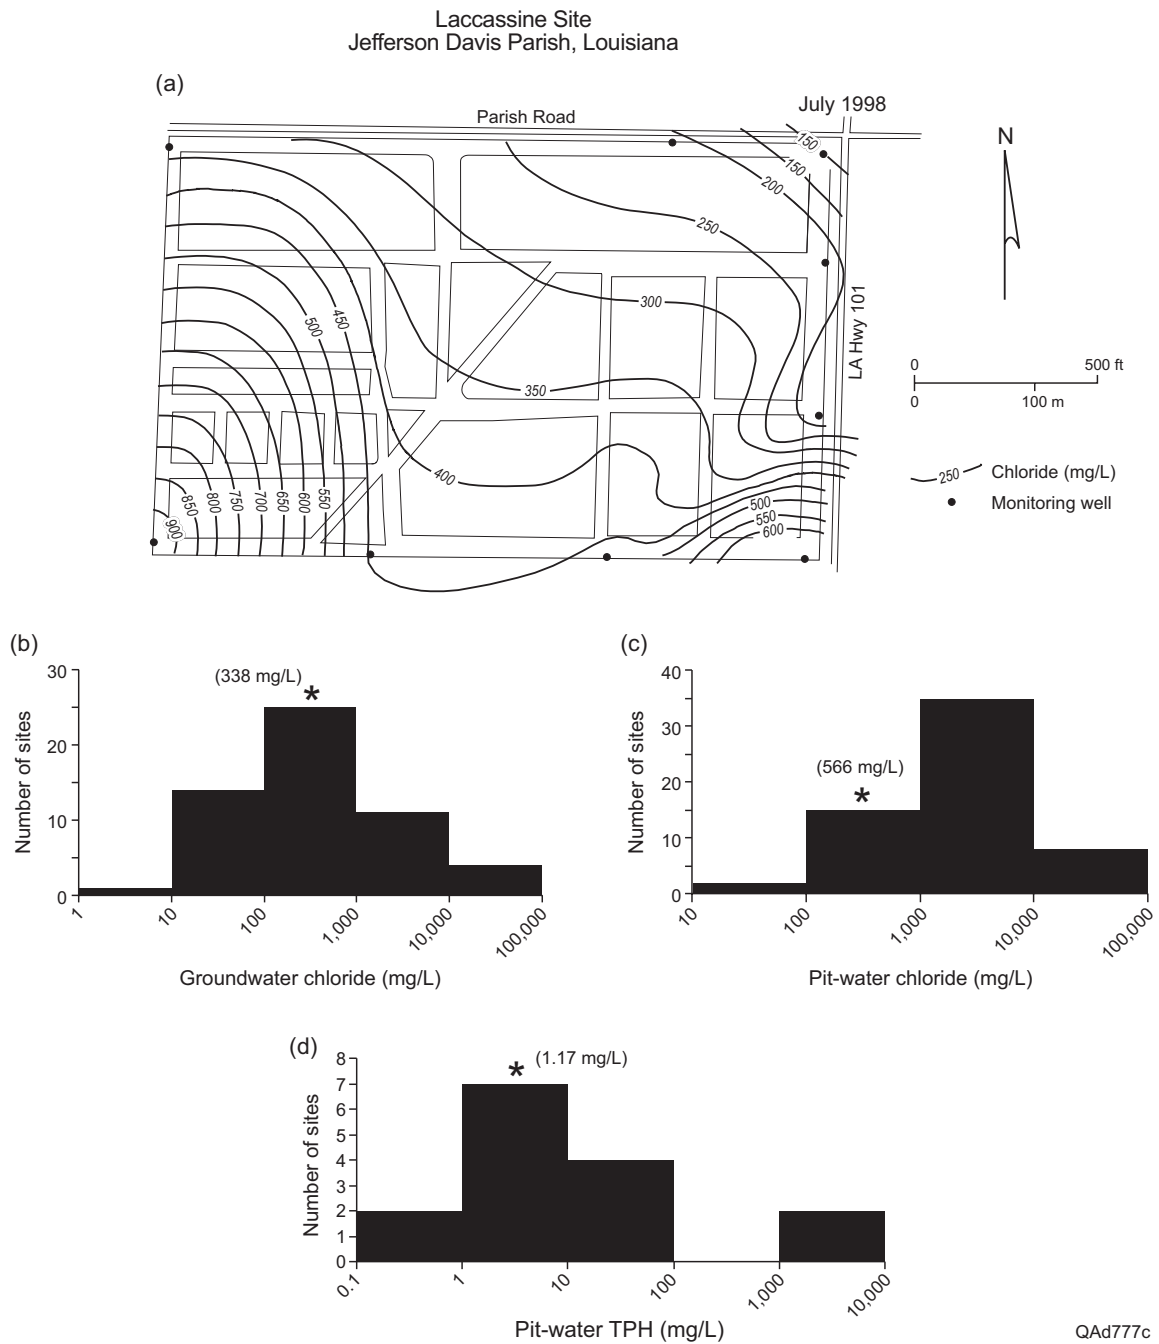 Laccassine Site
Jefferson Davis Parish, Louisiana
(a)
July 1998
Parish Road
N
150
150
200
250
300
350
400
450
500
550
600
650
700
750
800
850
900
500
550
600
LA Hwy 101
0 500 ft
0 100 m
250 Chloride (mg/L)
Monitoring well
(b)
(338 mg/L)
*
30
20
10
0
Number of sites
1 10 100 1,000 10,000 100,000
Groundwater chloride (mg/L)
(c)
(566 mg/L)
*
40
30
20
10
0
Number of sites
10 100 1,000 10,000 100,000
Pit-water chloride (mg/L)
(d)
(1.17 mg/L)
*
8
7
6
5
4
3
2
1
0
Number of sites
0.1 1 10 100 1,000 10,000
Pit-water TPH (mg/L)
QAd777c